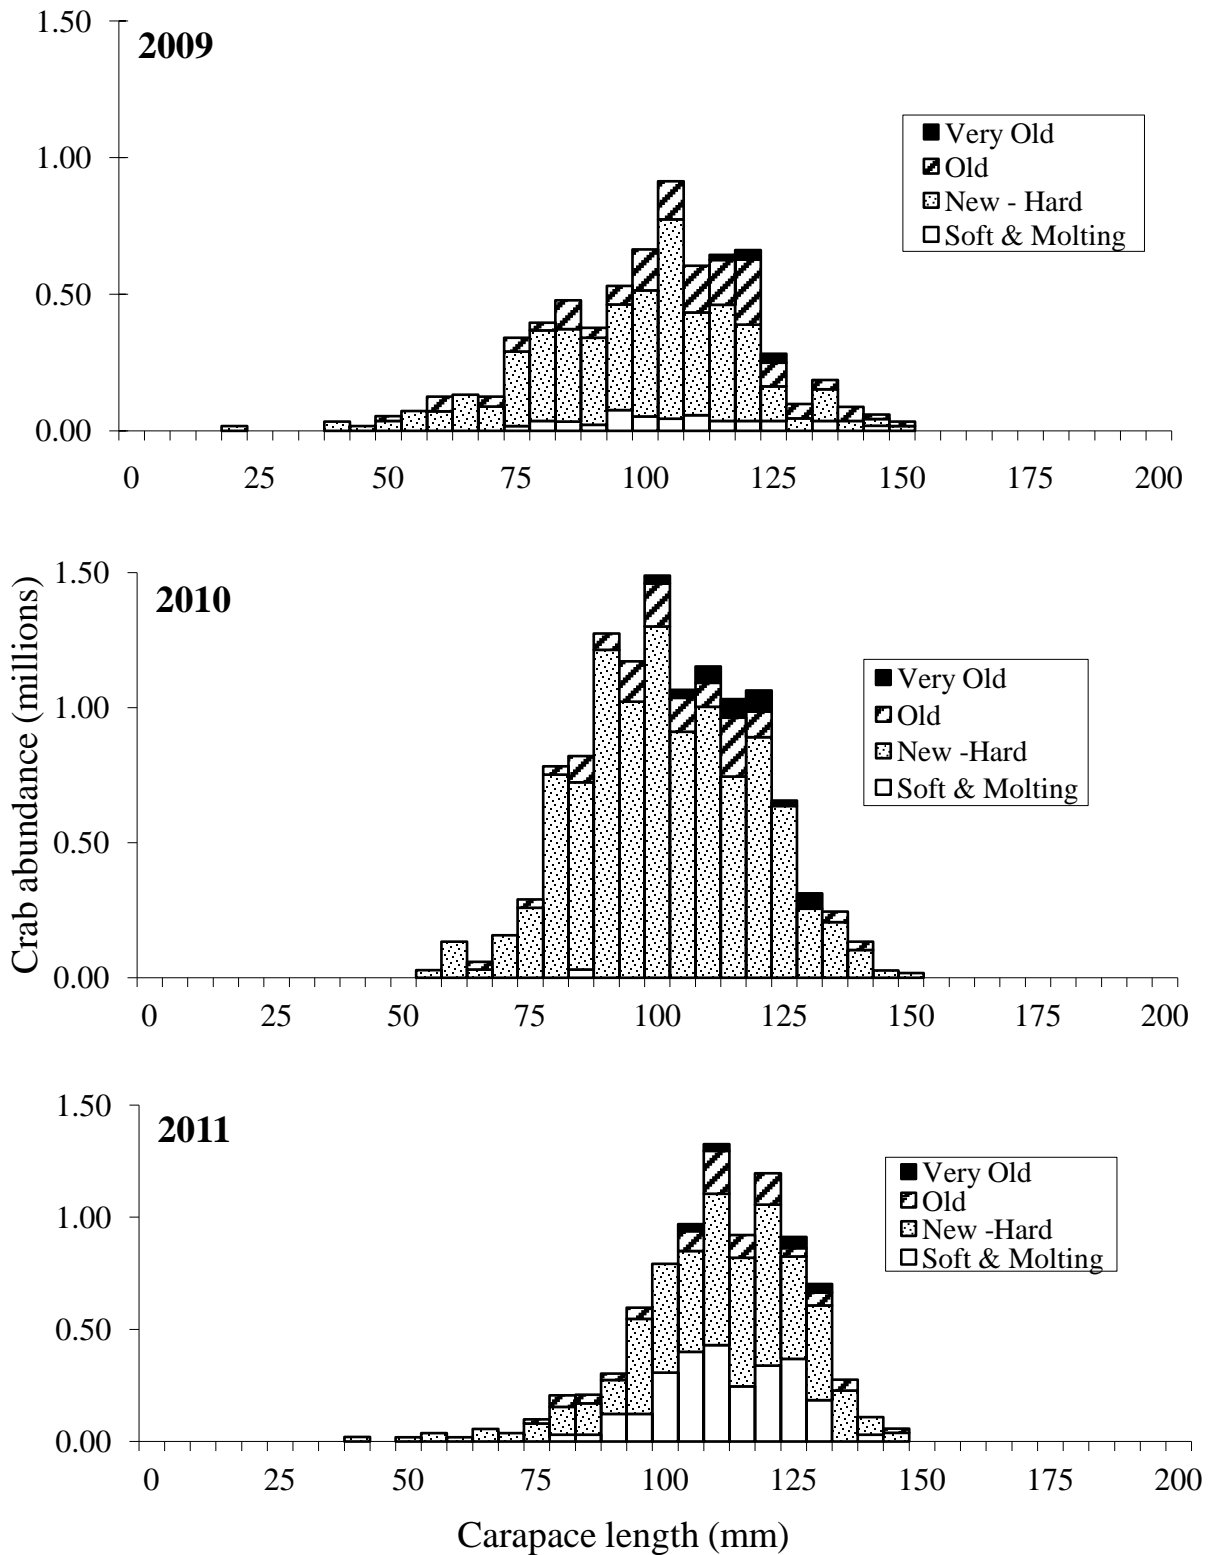 1.50
2009
1.00
0.50
0.00
Very Old
Old
New - Hard
Soft & Molting
0 25 50 75 100 125 150 175 200
Crab abundance (millions)
1.50
2010
1.00
0.50
0.00
Very Old
Old
New -Hard
Soft & Molting
0 25 50 75 100 125 150 175 200
1.50
2011
1.00
0.50
0.00
Very Old
Old
New -Hard
Soft & Molting
0 25 50 75 100 125 150 175 200
Carapace length (mm)